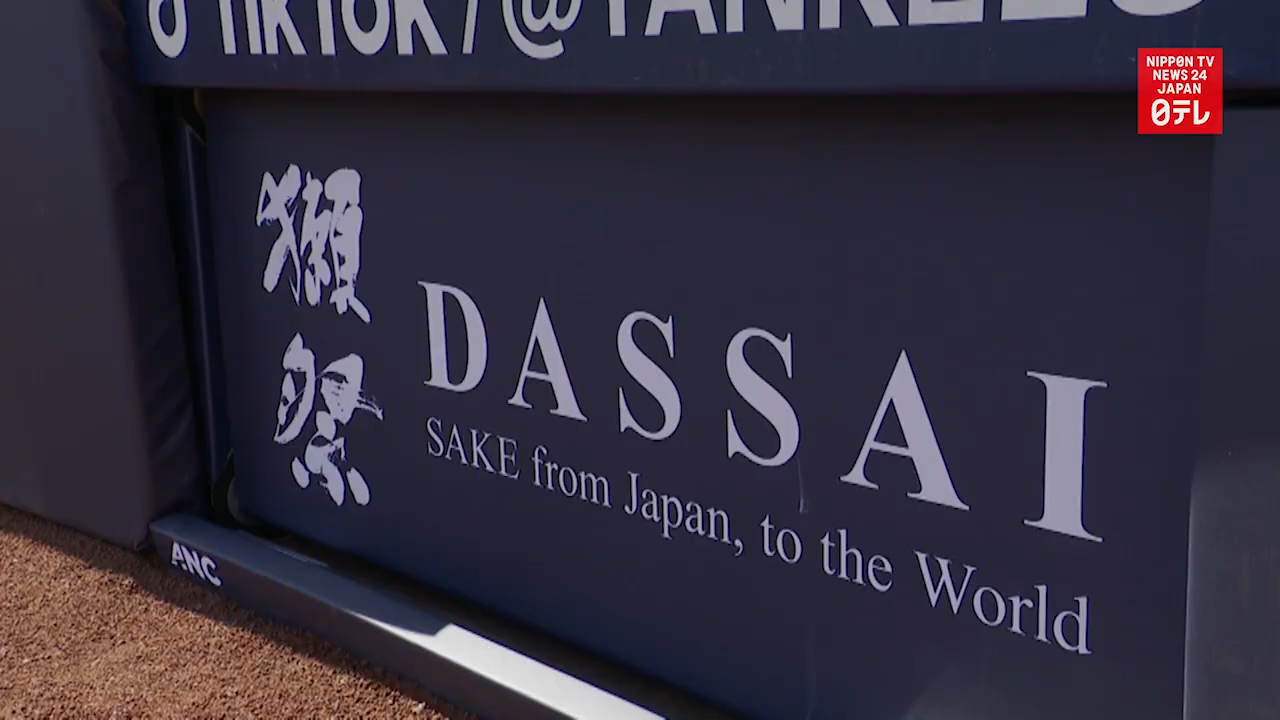 TikTok / @YANKEES
NIPPON TV
NEWS 24
JAPAN
日テレ
獺祭
DASSAI
SAKE from Japan, to the World
ANC